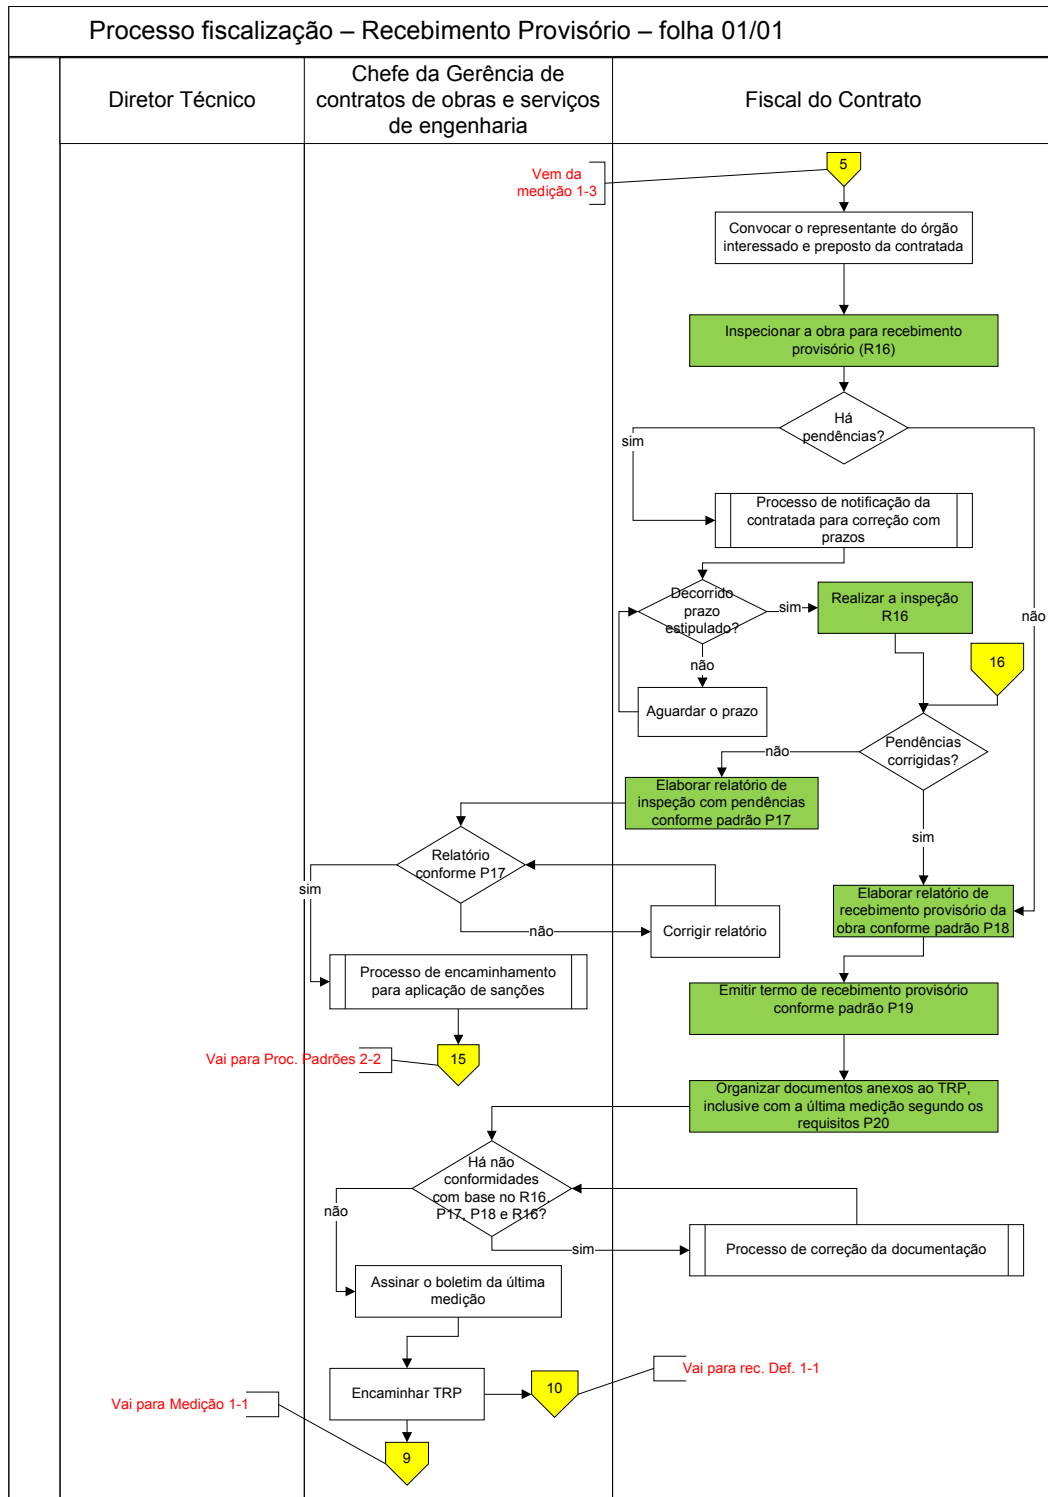 Processo fiscalização – Recebimento Provisório – folha 01/01
Diretor Técnico
Chefe da Gerência de
contratos de obras e serviços
de engenharia
Fiscal do Contrato
5
Vem da
medição 1-3
Convocar o representante do órgão
interessado e preposto da contratada
Inspecionar a obra para recebimento
provisório (R16)
Há
pendências?
sim
não
Processo de notificação da
contratada para correção com
prazos
Decorrido
prazo
estipulado?
sim
Realizar a inspeção
R16
não
16
Aguardar o prazo
Pendências
corrigidas?
não
Elaborar relatório de
inspeção com pendências
conforme padrão P17
sim
Relatório
conforme P17
sim
não
Corrigir relatório
Elaborar relatório de
recebimento provisório da
obra conforme padrão P18
Processo de encaminhamento
para aplicação de sanções
Emitir termo de recebimento provisório
conforme padrão P19
15
Vai para Proc. Padrões 2-2
Organizar documentos anexos ao TRP,
inclusive com a última medição segundo os
requisitos P20
Há não
conformidades
com base no R16,
P17, P18 e R16?
não
sim
Processo de correção da documentação
Assinar o boletim da última
medição
Encaminhar TRP
10
Vai para rec. Def. 1-1
Vai para Medição 1-1
9